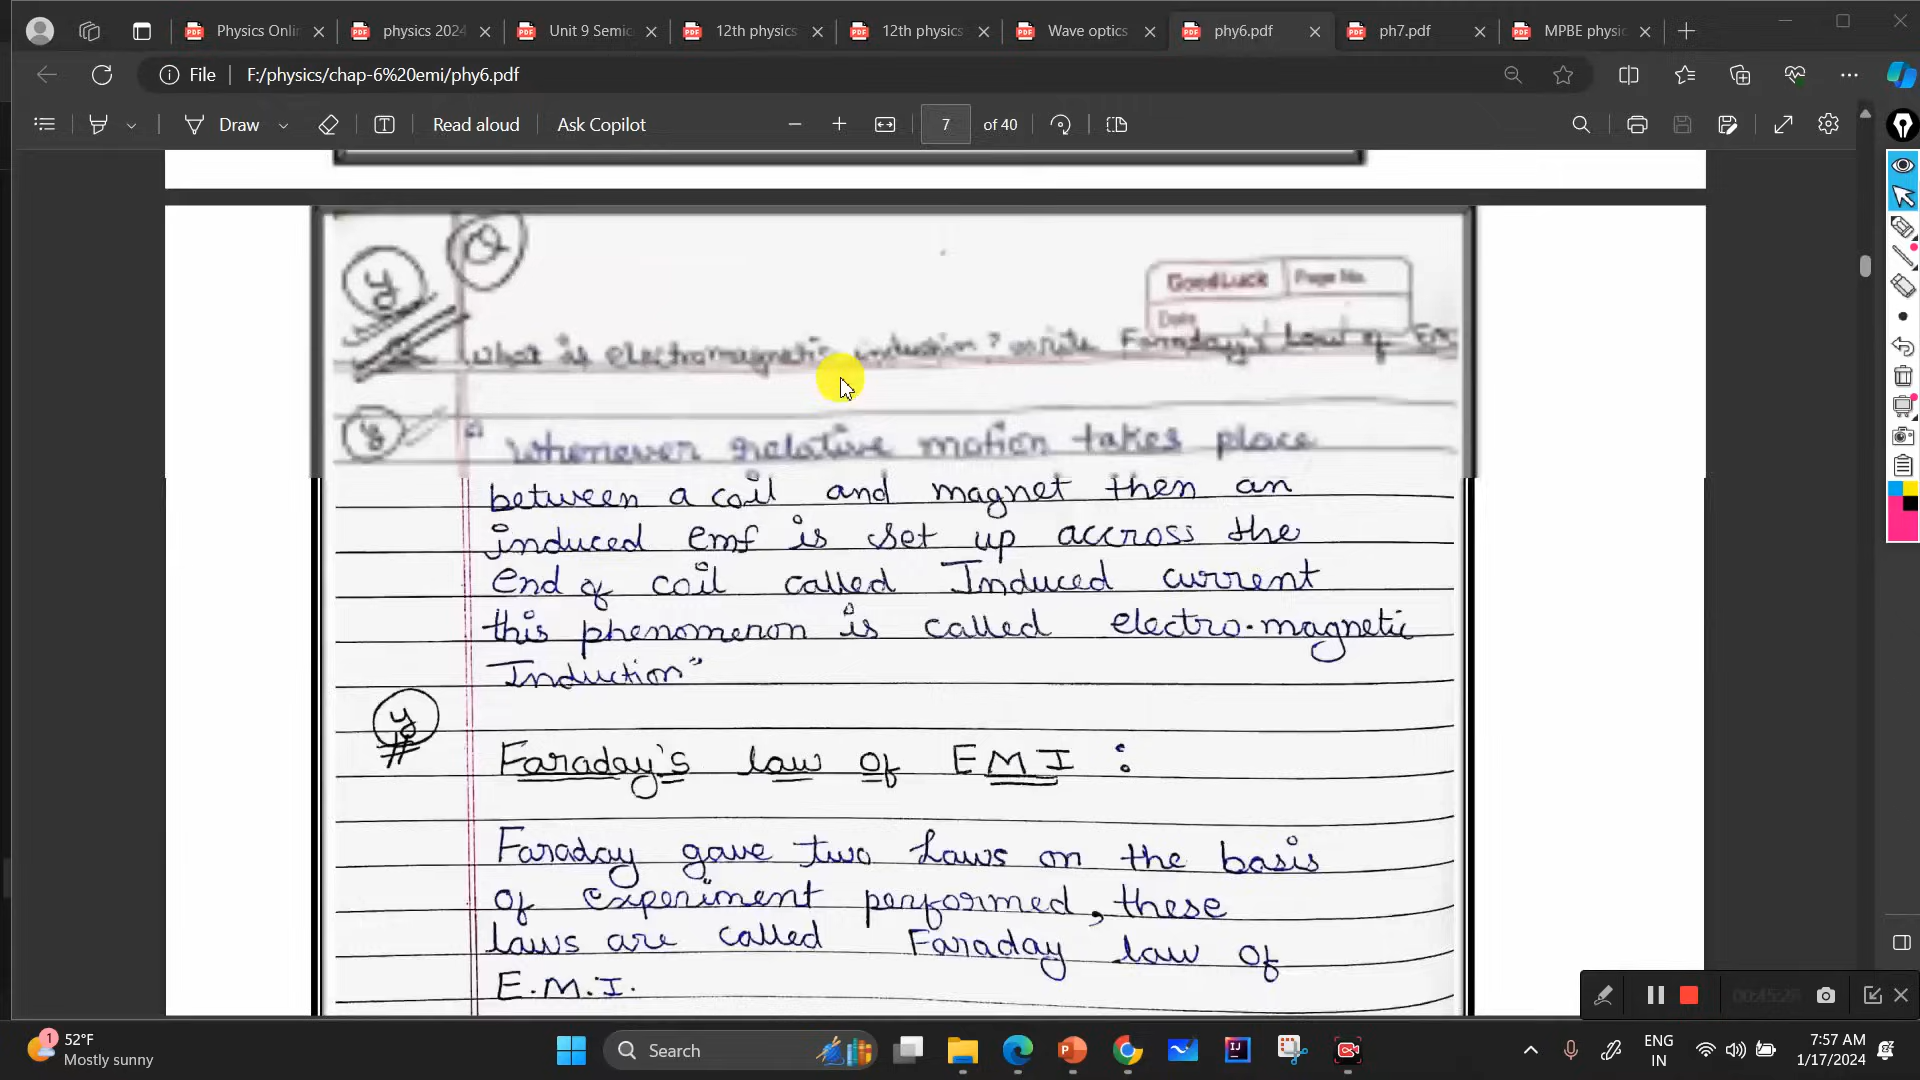 Physics Onlin
physics 2024
Unit 9 Semic
12th physics
12th physics
Wave optics
phy6.pdf
ph7.pdf
MPBE physic
File
F:/physics/chap-6%20emi/phy6.pdf
Draw
Read aloud
Ask Copilot
7 of 40
Q
y
GoodLuck Page No.
Date
What is electromagnetic induction? write Faraday's Law of EM
y
" Whenever relative motion takes place
between a coil and magnet then an
induced emf is set up accross the
end of coil called Induced current
this phenomenon is called electro.magnetic
Induction"
y
#
Faraday's law of EMI :
Faraday gave two Laws on the basis
of experiment performed, these
laws are called Faraday law of
E.M.I.
1
52°F
Mostly sunny
Search
ENG
IN
7:57 AM
1/17/2024